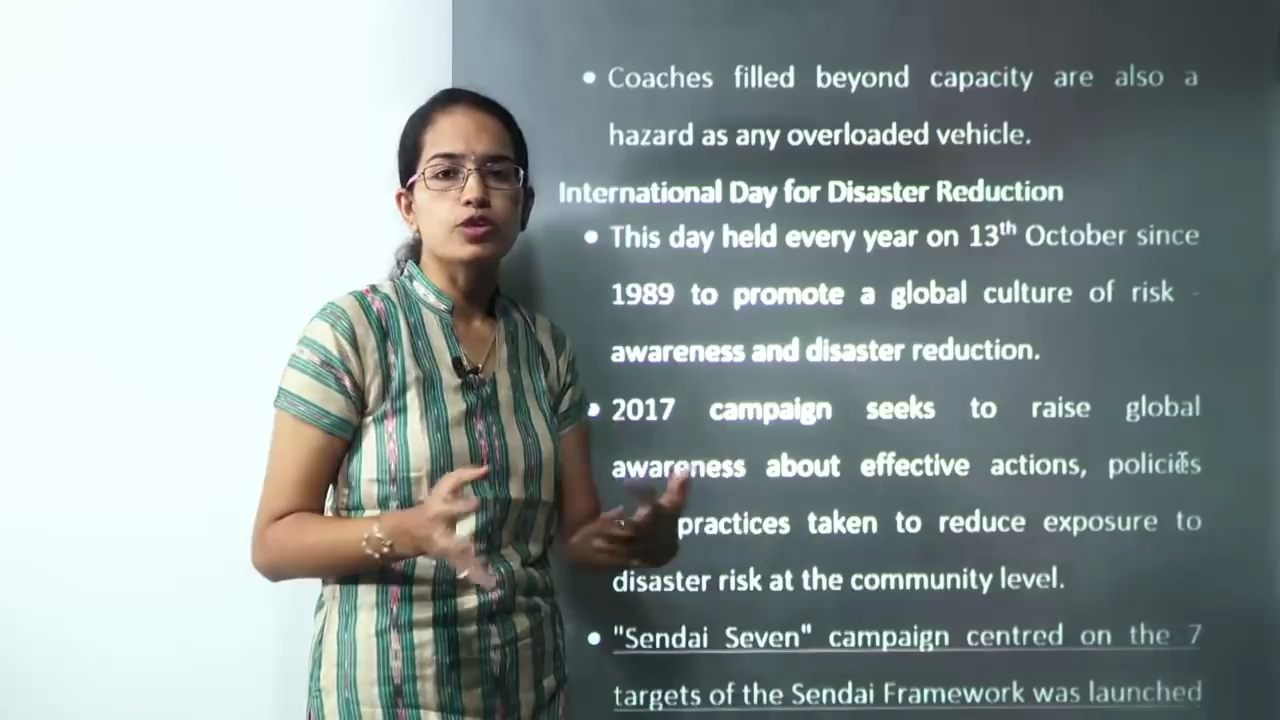 Coaches filled beyond capacity are also a
hazard as any overloaded vehicle.
International Day for Disaster Reduction
This day held every year on 13th October since
1989 to promote a global culture of risk -
awareness and disaster reduction.
2017 campaign seeks to raise global
awareness about effective actions, policies
practices taken to reduce exposure to
disaster risk at the community level.
"Sendai Seven" campaign centred on the 7
targets of the Sendai Framework was launched